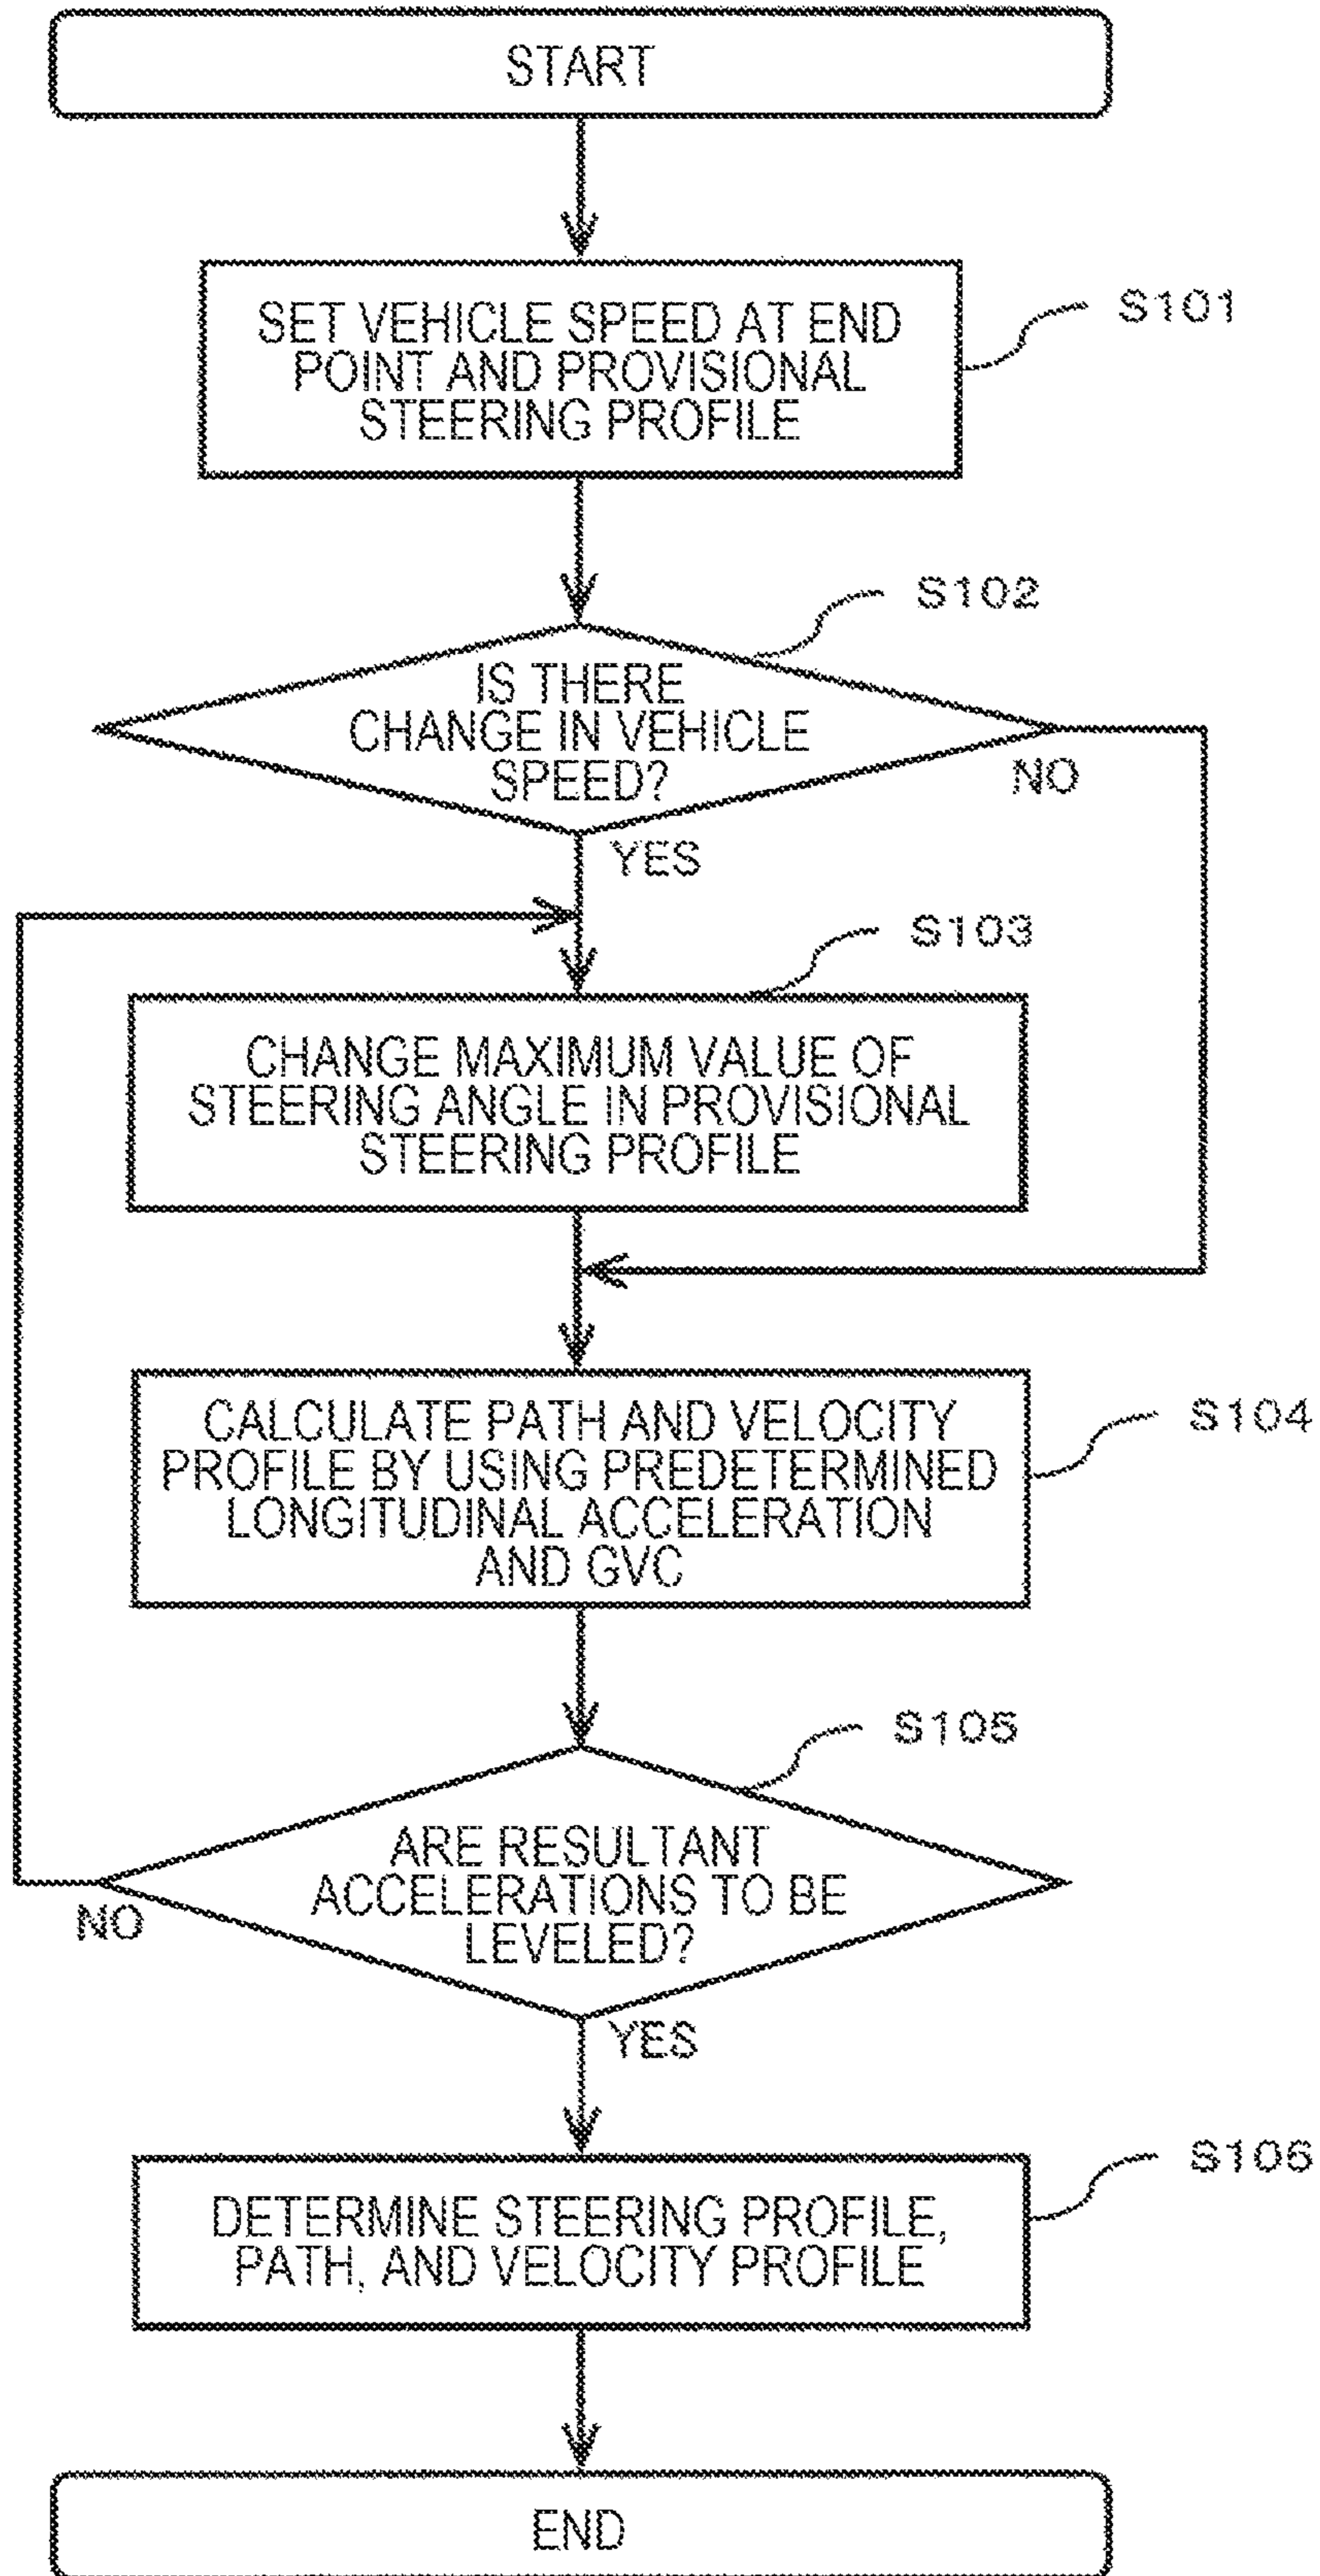 START
SET VEHICLE SPEED AT END
POINT AND PROVISIONAL
STEERING PROFILE
S101
S102
IS THERE
CHANGE IN VEHICLE
SPEED?
NO
YES
S103
CHANGE MAXIMUM VALUE OF
STEERING ANGLE IN PROVISIONAL
STEERING PROFILE
CALCULATE PATH AND VELOCITY
PROFILE BY USING PREDETERMINED
LONGITUDINAL ACCELERATION
AND GVC
S104
S105
ARE RESULTANT
ACCELERATIONS TO BE
LEVELED?
NO
YES
S106
DETERMINE STEERING PROFILE,
PATH, AND VELOCITY PROFILE
END